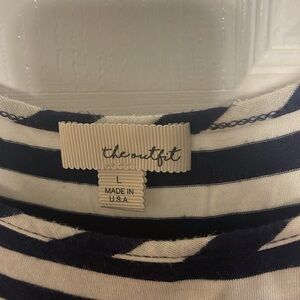 the outfit
L
MADE IN
U.S.A.